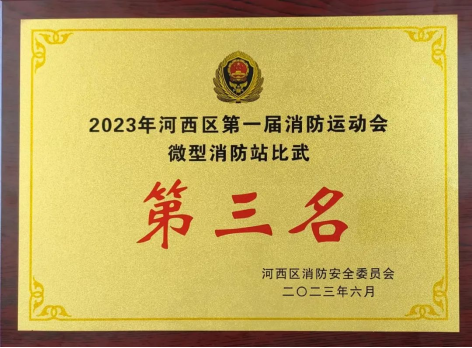 2023年河西区第一届消防运动会
微型消防站比武
第三名
河西区消防安全委员会
二〇二三年六月